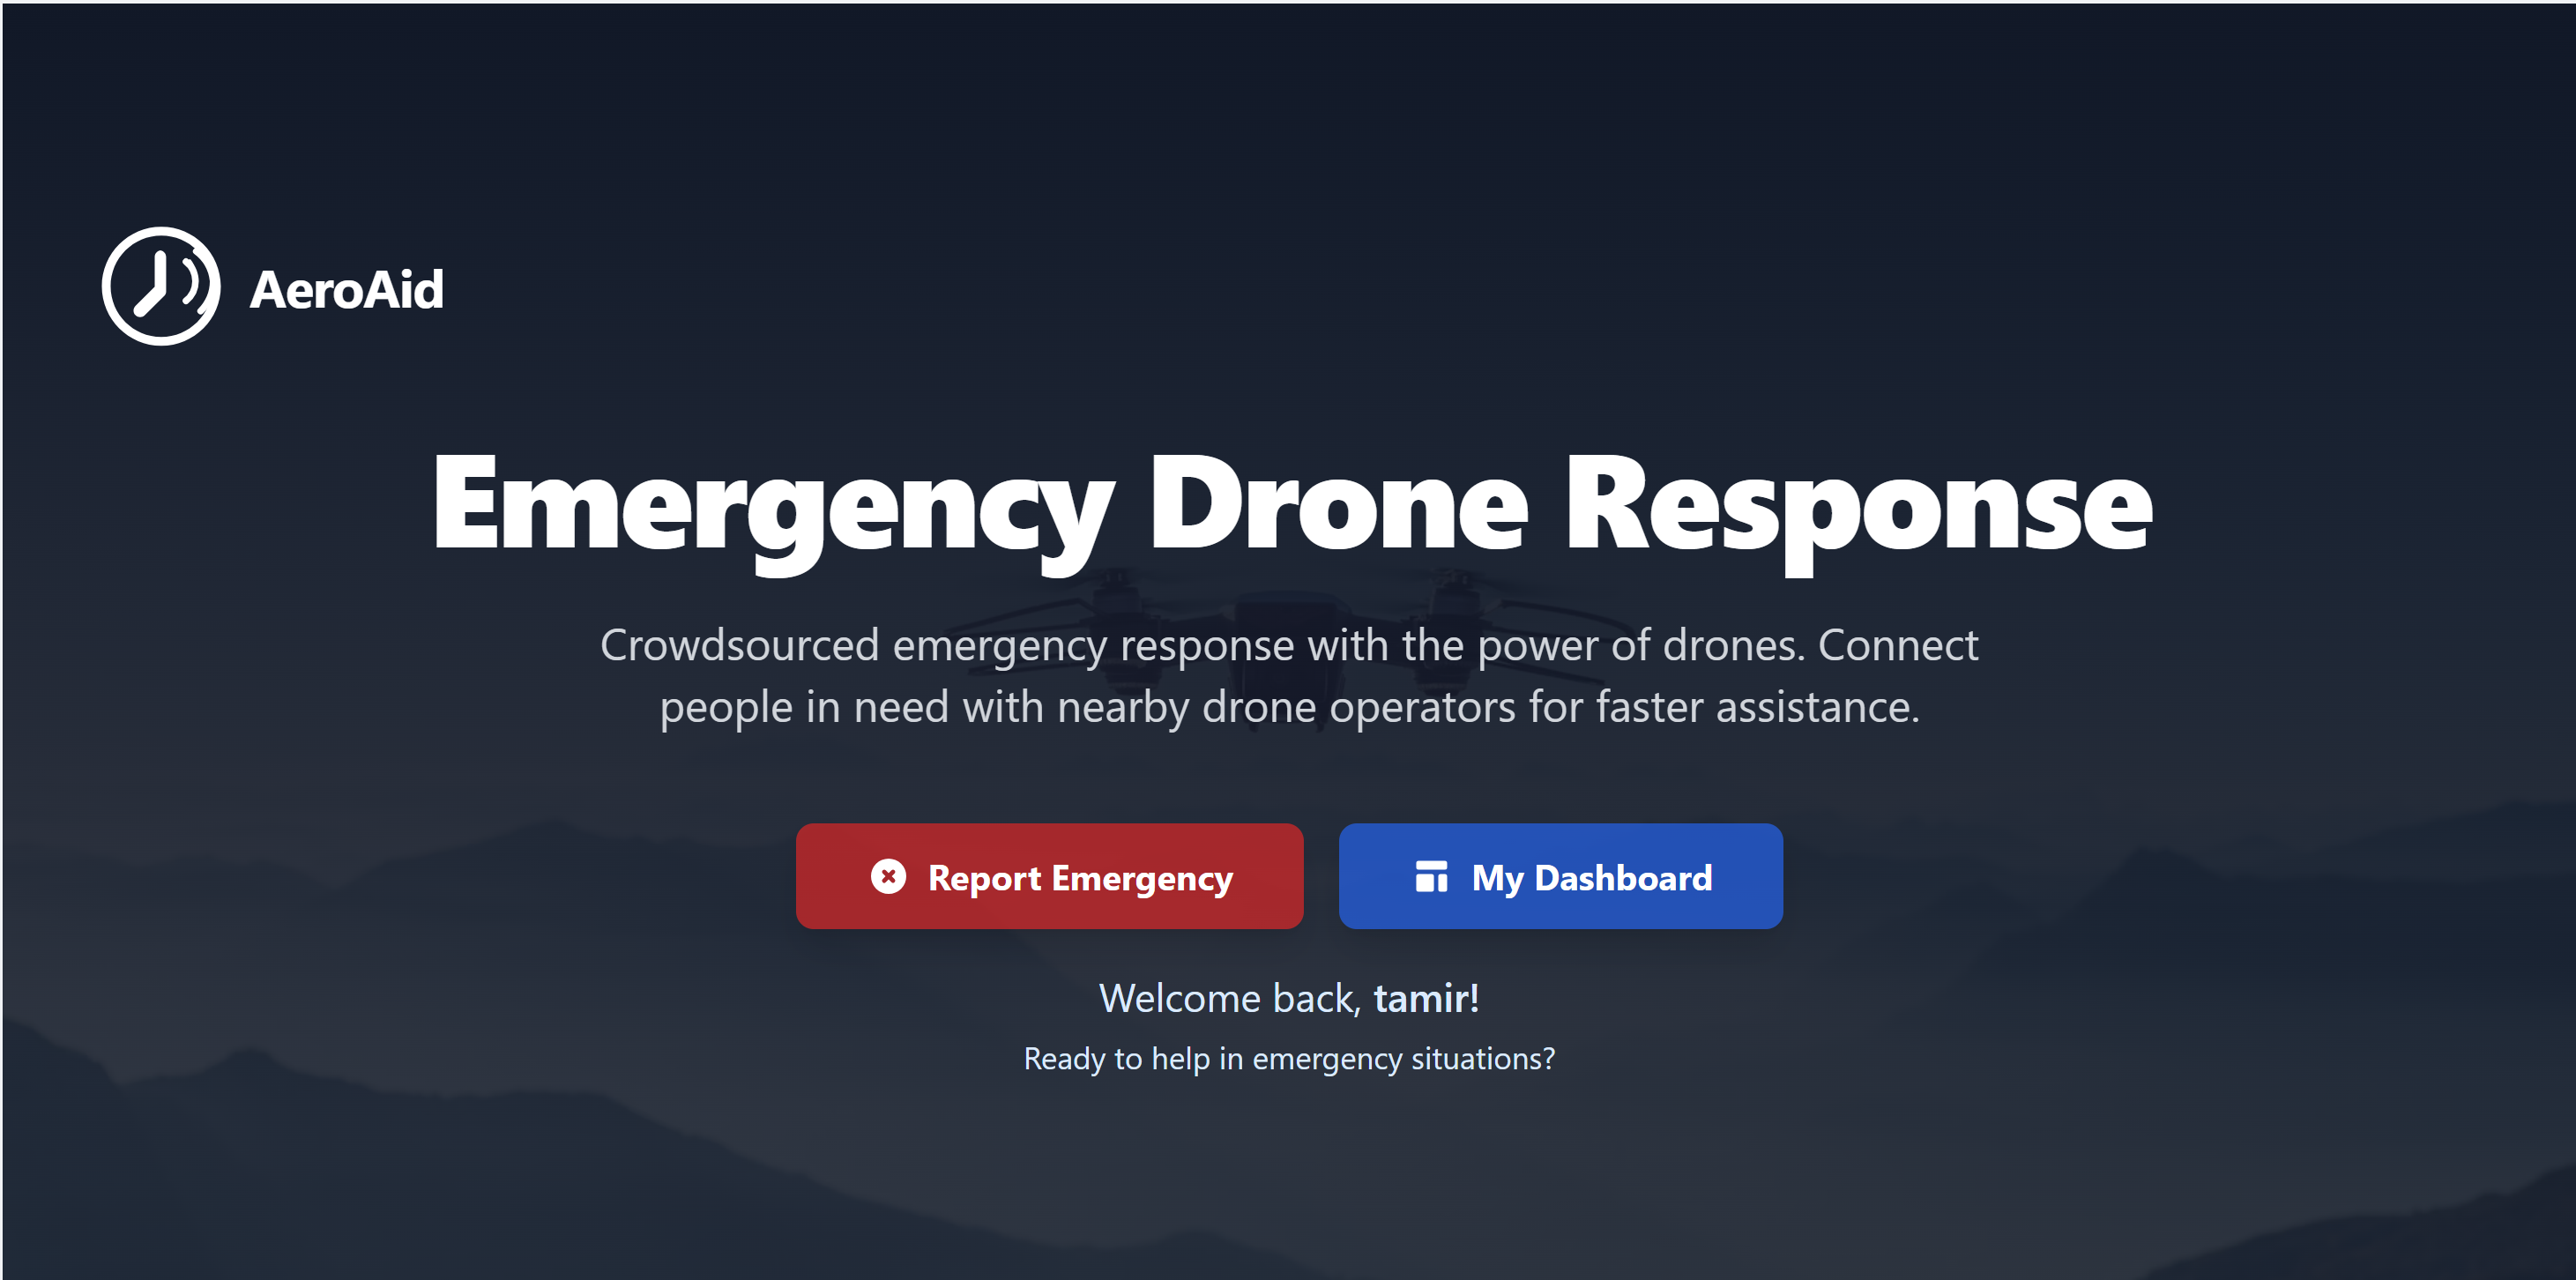 AeroAid
Emergency Drone Response
Crowdsourced emergency response with the power of drones. Connect
people in need with nearby drone operators for faster assistance.
Report Emergency
My Dashboard
Welcome back, tamir!
Ready to help in emergency situations?